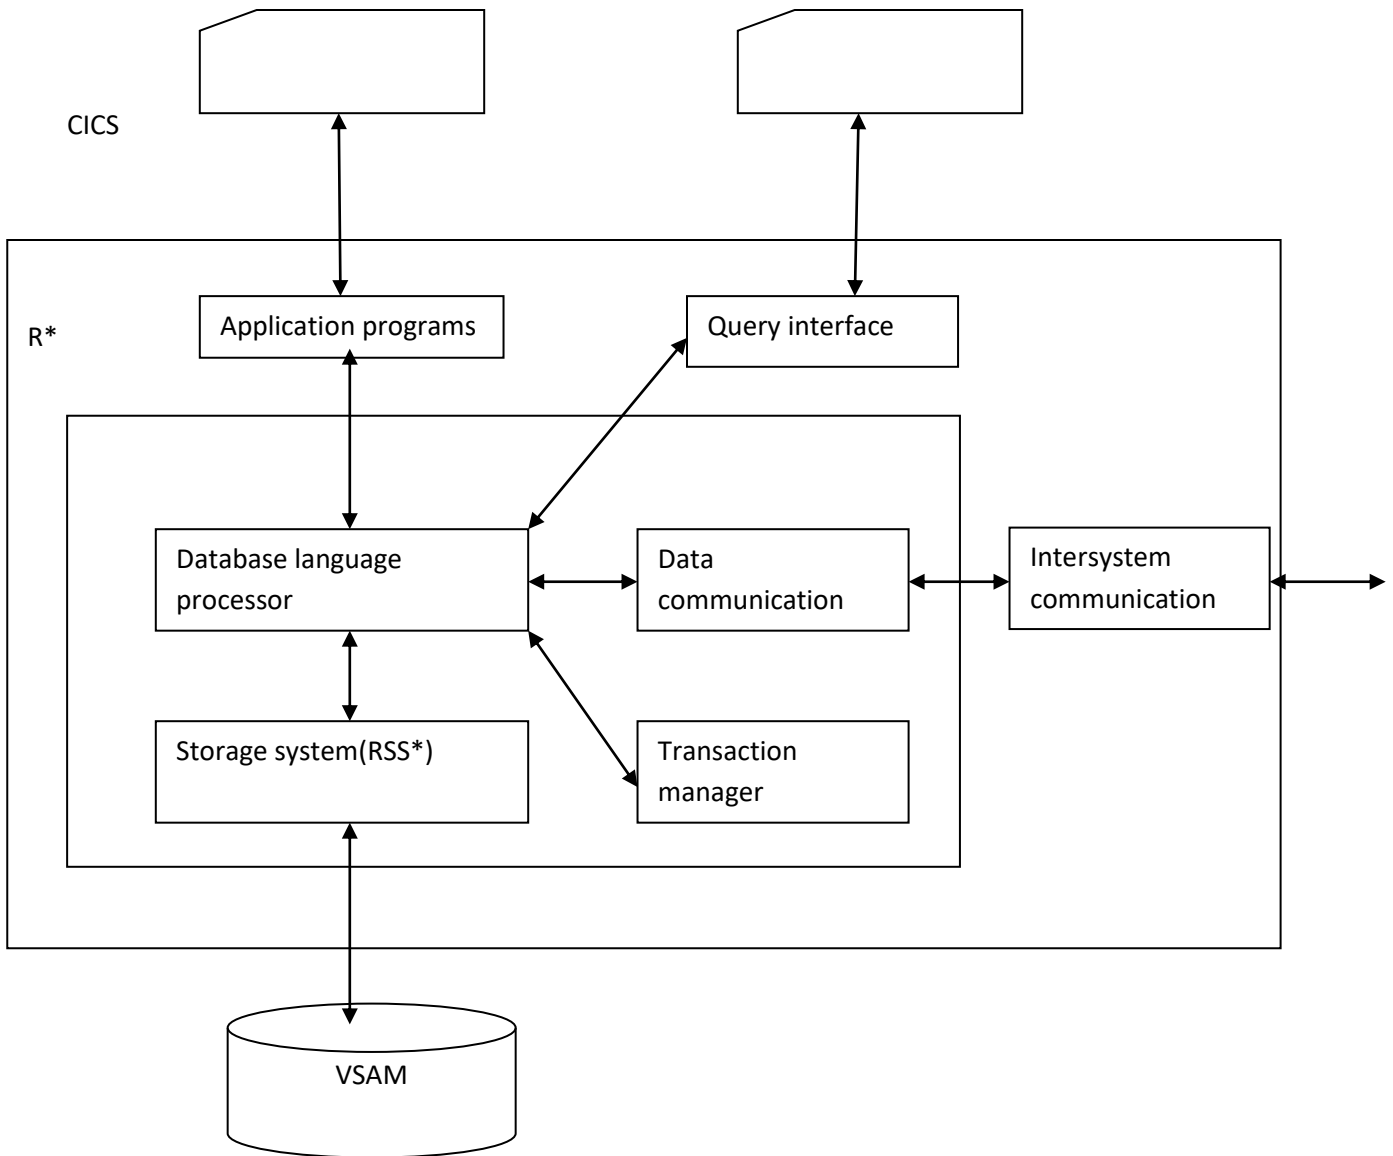 CICS
R*
Application programs
Query interface
Database language
processor
Data
communication
Intersystem
communication
Storage system(RSS*)
Transaction
manager
VSAM